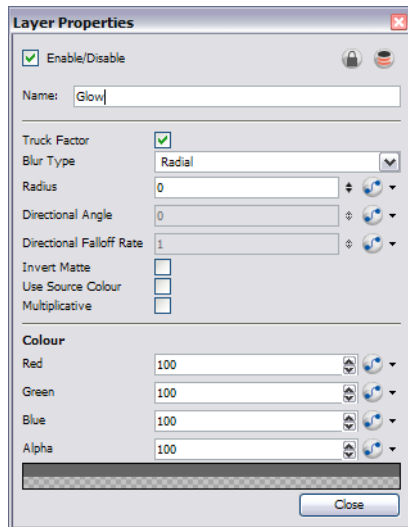 Layer Properties
Enable/Disable
Name: Glow
Truck Factor
Blur Type Radial
Radius 0
Directional Angle 0
Directional Falloff Rate 1
Invert Matte
Use Source Colour
Multiplicative
Colour
Red 100
Green 100
Blue 100
Alpha 100
Close